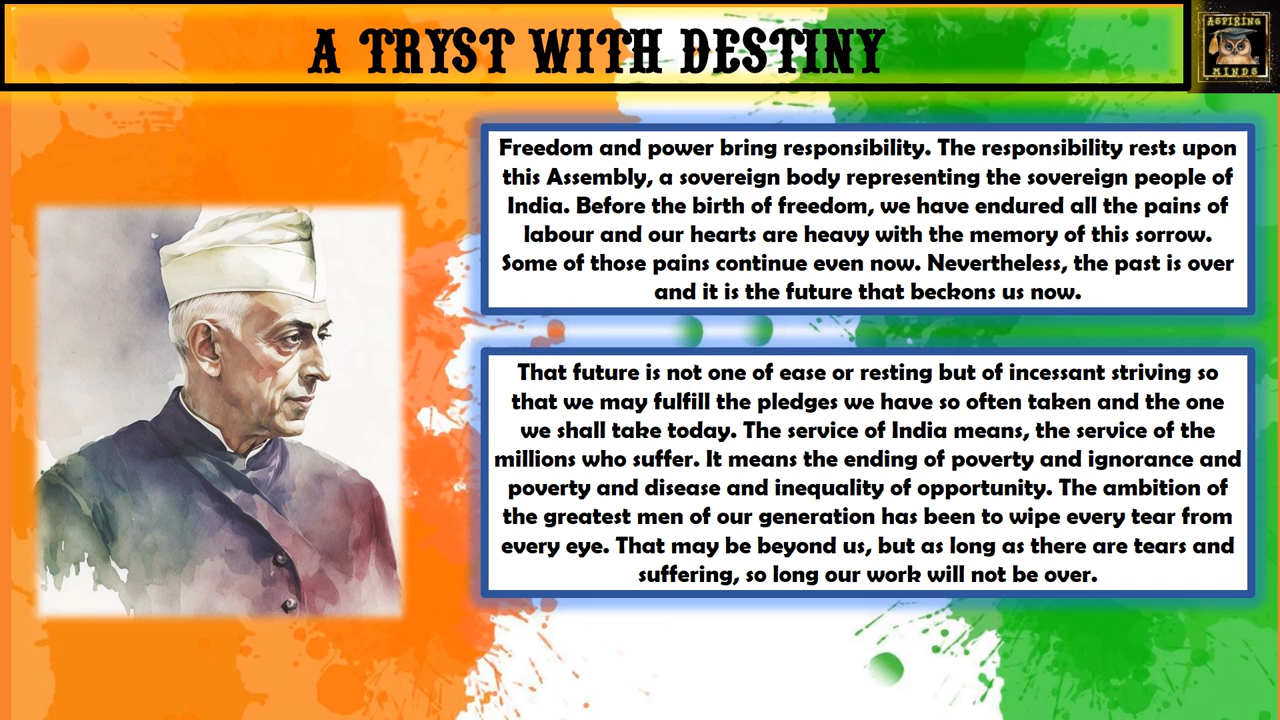 A TRYST WITH DESTINY
ASPIRING
MINDS
Freedom and power bring responsibility. The responsibility rests upon
this Assembly, a sovereign body representing the sovereign people of
India. Before the birth of freedom, we have endured all the pains of
labour and our hearts are heavy with the memory of this sorrow.
Some of those pains continue even now. Nevertheless, the past is over
and it is the future that beckons us now.
That future is not one of ease or resting but of incessant striving so
that we may fulfill the pledges we have so often taken and the one
we shall take today. The service of India means, the service of the
millions who suffer. It means the ending of poverty and ignorance and
poverty and disease and inequality of opportunity. The ambition of
the greatest men of our generation has been to wipe every tear from
every eye. That may be beyond us, but as long as there are tears and
suffering, so long our work will not be over.